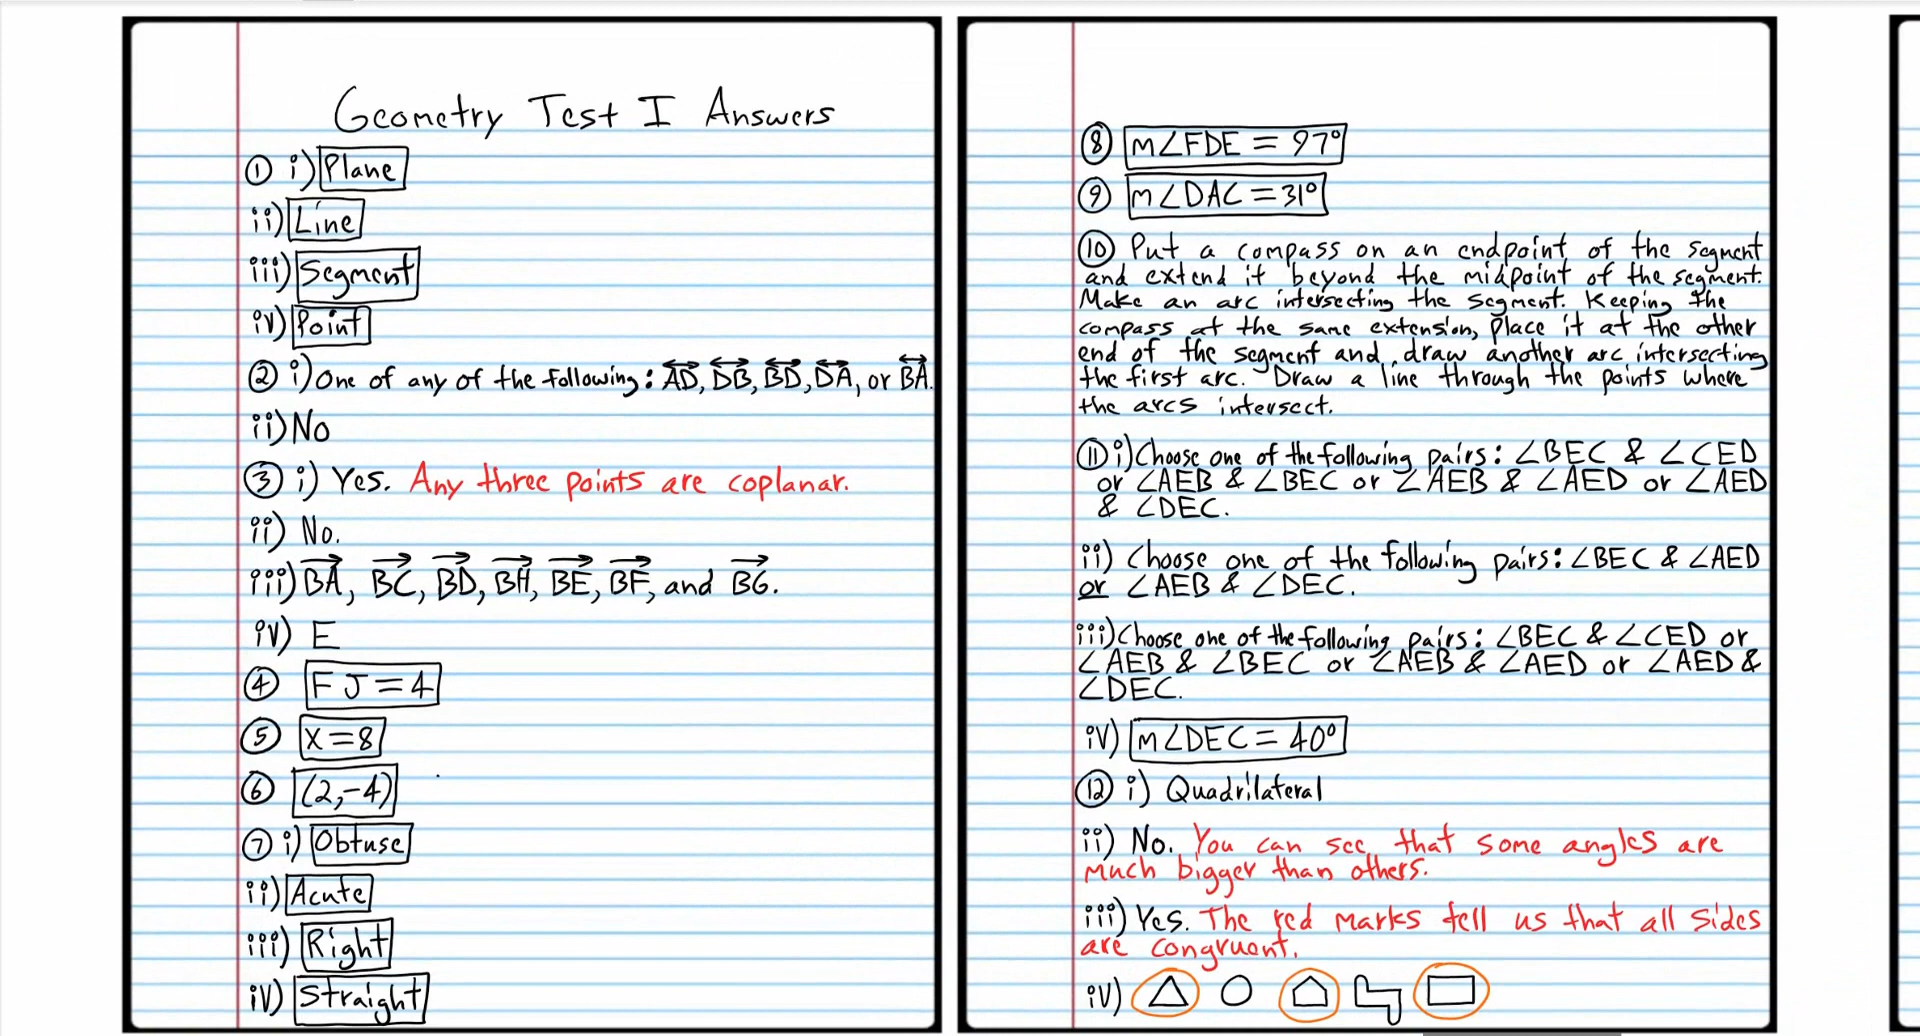 Geometry Test I Answers
① i) Plane
ii) Line
iii) Segment
iv) Point
② i) One of any of the following: A͞D, D͞B, B͞D, D͞A, or B͞A.
ii) No
③ i) Yes. Any three points are coplanar.
ii) No.
iii) →BA, →BC, →BD, →BH, →BE, →BF, and →BG.
iv) E
④ FJ = 4
⑤ X = 8
⑥ (2,-4)
⑦ i) Obtuse
ii) Acute
iii) Right
iv) Straight
⑧ m∠FDE = 97°
⑨ m∠DAC = 31°
⑩ Put a compass on an endpoint of the segment
and extend it beyond the midpoint of the segment.
Make an arc intersecting the segment. Keeping the
compass at the same extension, place it at the other
end of the segment and draw another arc intersecting
the first arc. Draw a line through the points where
the arcs intersect.
⑪ i) Choose one of the following pairs: ∠BEC & ∠CED
or ∠AEB & ∠BEC or ∠AEB & ∠AED or ∠AED
& ∠DEC.
ii) Choose one of the following pairs: ∠BEC & ∠AED
or ∠AEB & ∠DEC.
iii) Choose one of the following pairs: ∠BEC & ∠CED or
∠AEB & ∠BEC or ∠AEB & ∠AED or ∠AED &
∠DEC.
iv) m∠DEC = 40°
⑫ i) Quadrilateral
ii) No. You can see that some angles are
much bigger than others.
iii) Yes. The red marks tell us that all sides
are congruent.
iv)